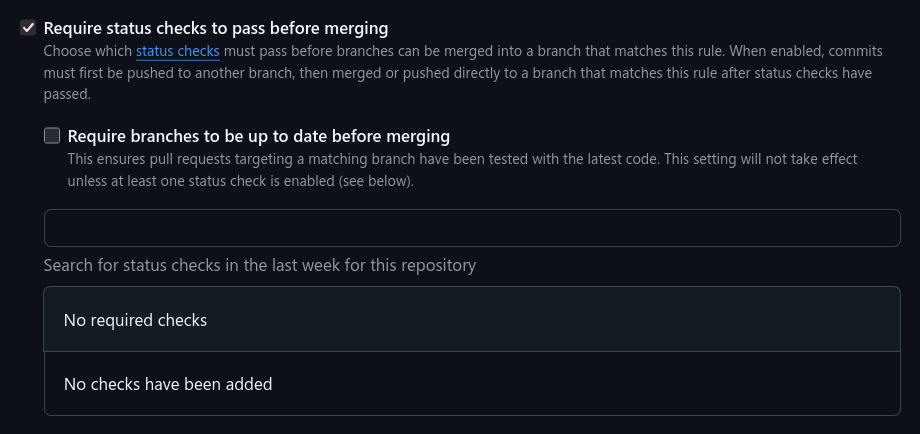 Require status checks to pass before merging
Choose which status checks must pass before branches can be merged into a branch that matches this rule. When enabled, commits
must first be pushed to another branch, then merged or pushed directly to a branch that matches this rule after status checks have
passed.
Require branches to be up to date before merging
This ensures pull requests targeting a matching branch have been tested with the latest code. This setting will not take effect
unless at least one status check is enabled (see below).
Search for status checks in the last week for this repository
No required checks
No checks have been added